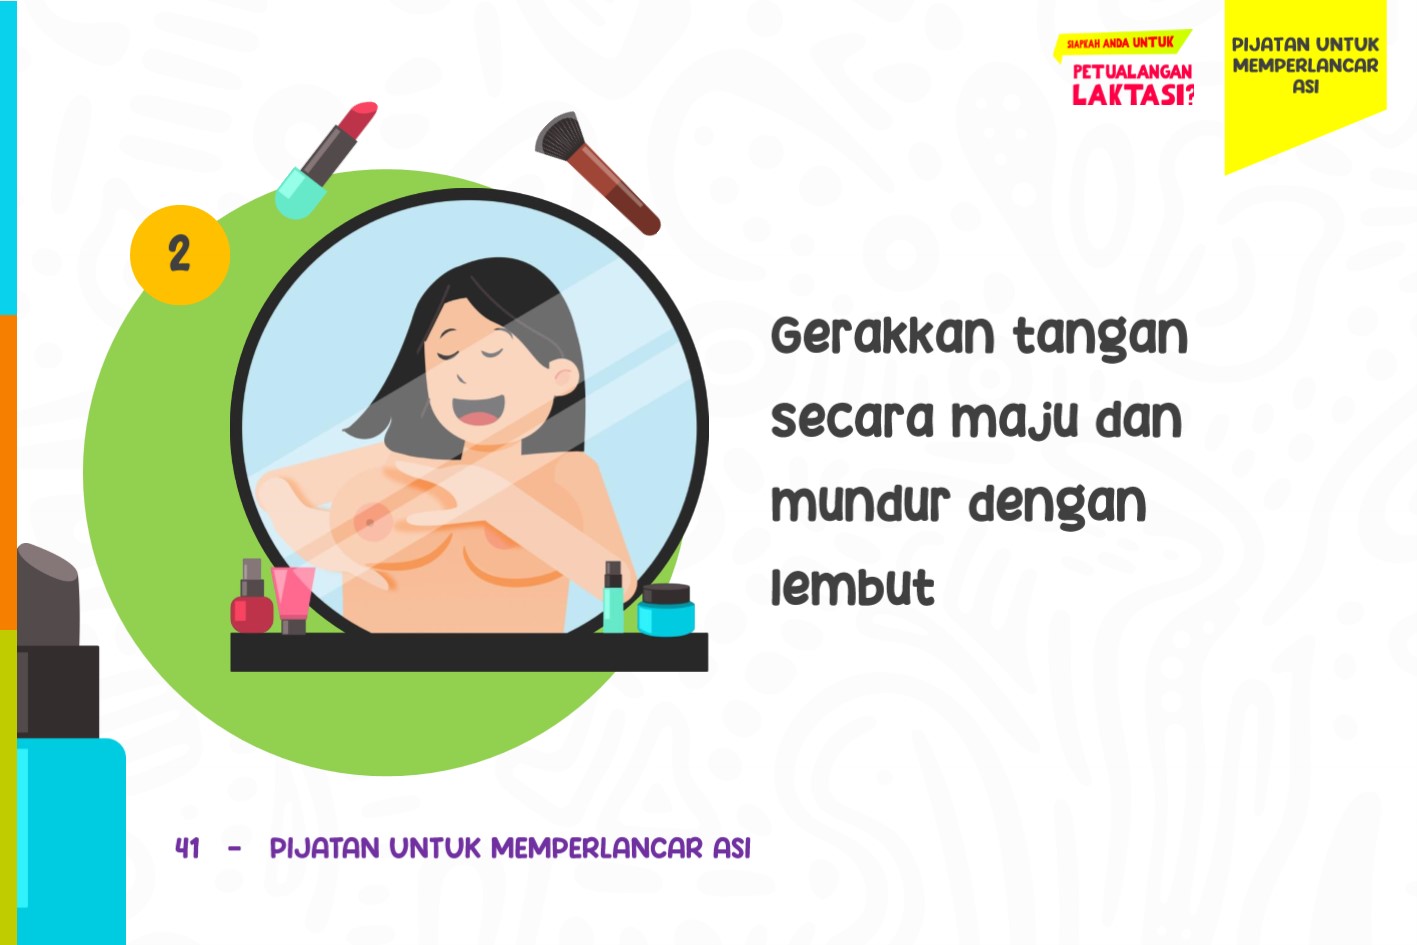 SIAPKAH ANDA UNTUK
PETUALANGAN
LAKTASI?
PIJATAN UNTUK
MEMPERLANCAR
ASI
2
Gerakkan tangan
secara maju dan
mundur dengan
lembut
41 - PIJATAN UNTUK MEMPERLANCAR ASI